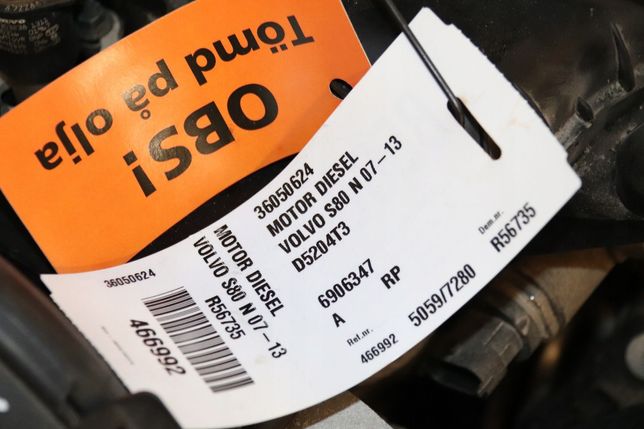 OBS!
Tömd på olja
36050624
MOTOR DIESEL
VOLVO S80 N 07-13
D5204T3
6906347
A RP
Ref.nr. Dem.nr.
466992 5059/7280 R56735
36050624
MOTOR DIESEL
VOLVO S80 N 07-13
R56735
466992